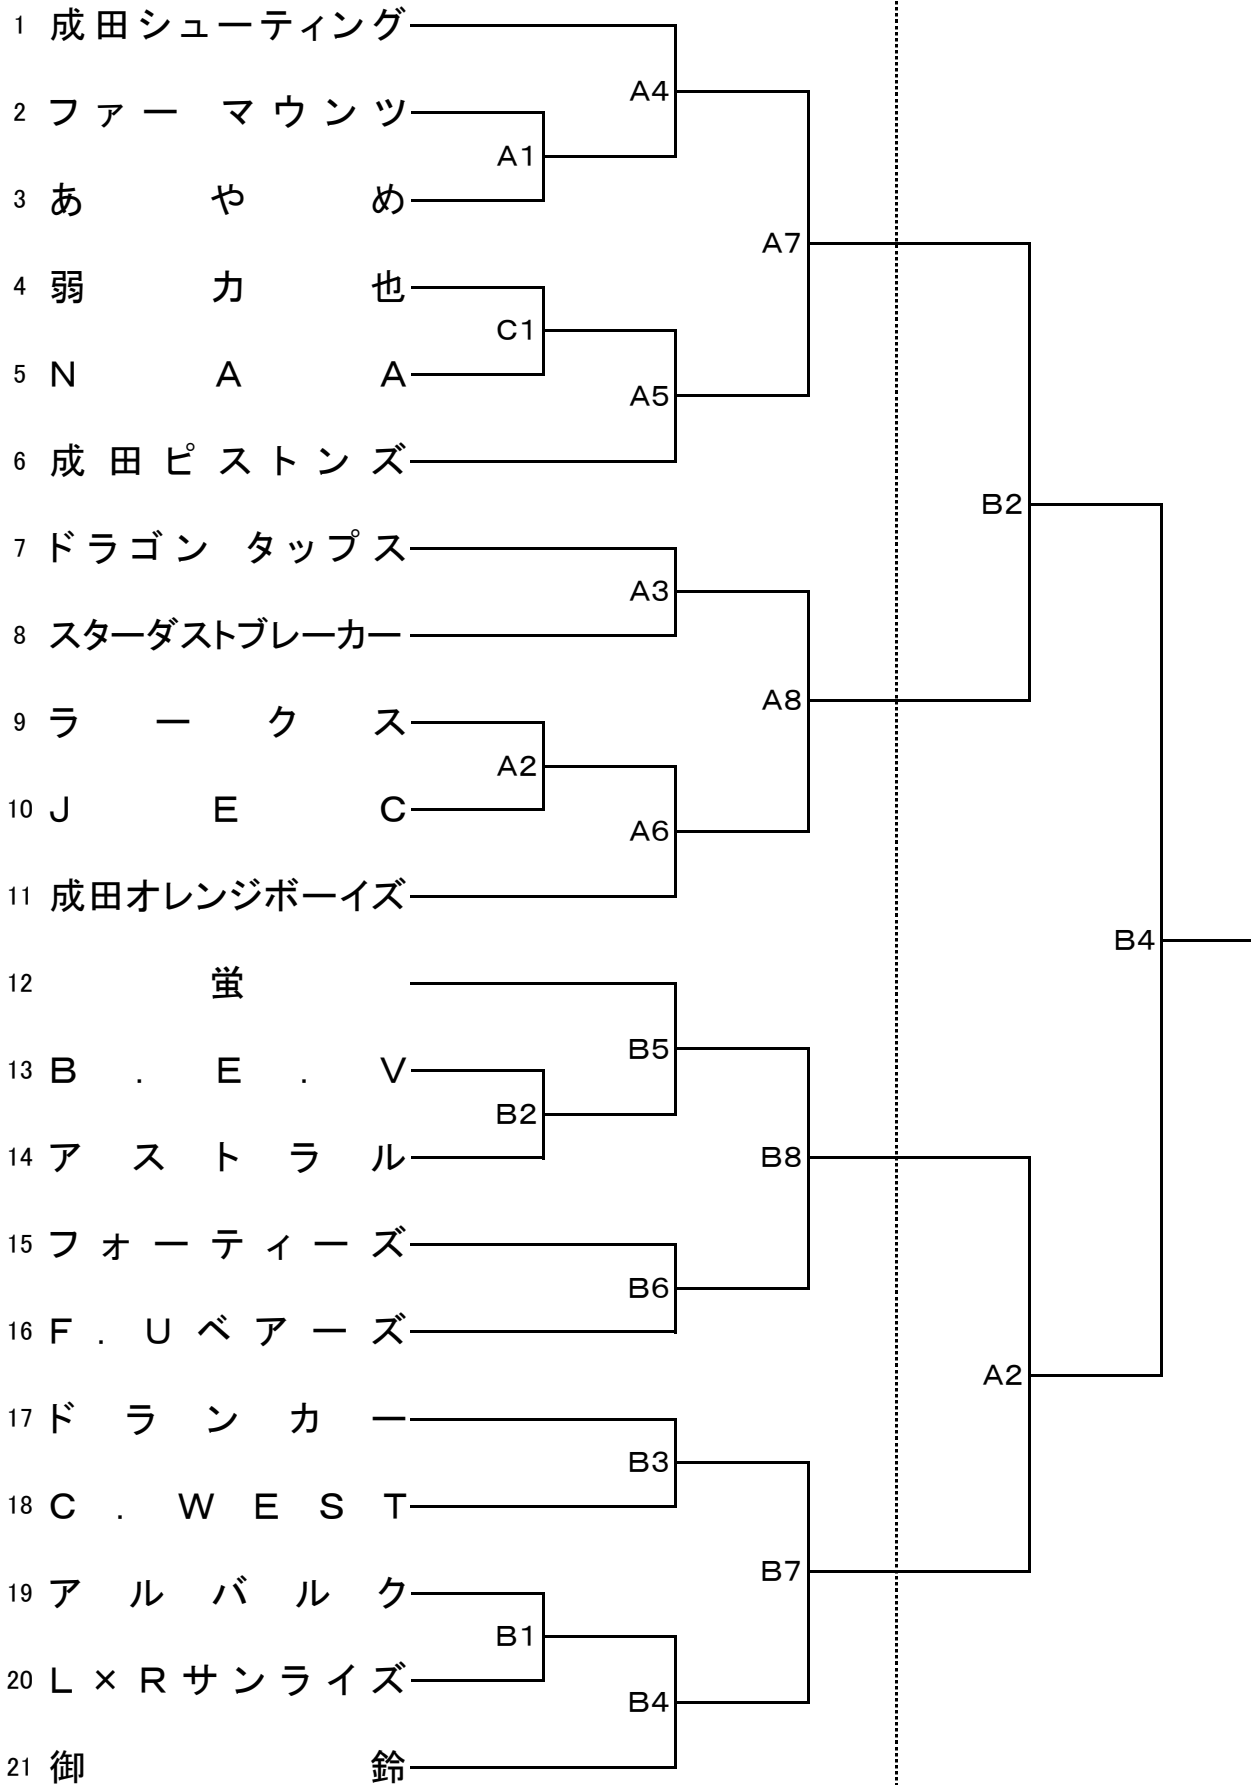 1 成田シューティング
A4
2 ファー マウンツ
A1
3 あやめ
A7
4 弱力也
C1
5 NAA
A5
6 成田ピストンズ
B2
7 ドラゴン タップス
A3
8 スターダストブレーカー
A8
9 ラークス
A2
10 JEC
A6
11 成田オレンジボーイズ
B4
12 蛍
B5
13 B.E.V
B2
14 アストラル
B8
15 フォーティーズ
B6
16 F.Uベアーズ
A2
17 ドランカー
B3
18 C.WEST
B7
19 アルバルク
B1
20 L×Rサンライズ
B4
21 御鈴